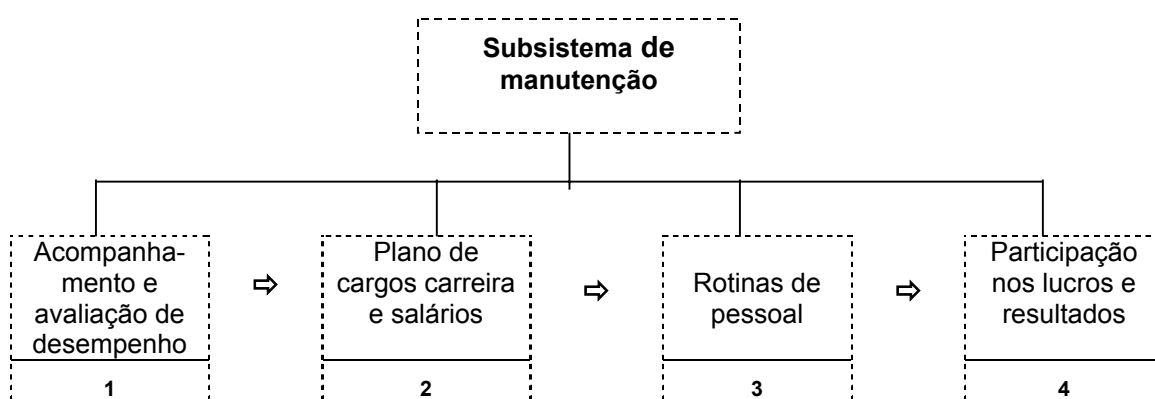 Subsistema de
manutenção
Acompanha-
mento e
avaliação de
desempenho
1
Plano de
cargos carreira
e salários
2
Rotinas de
pessoal
3
Participação
nos lucros e
resultados
4